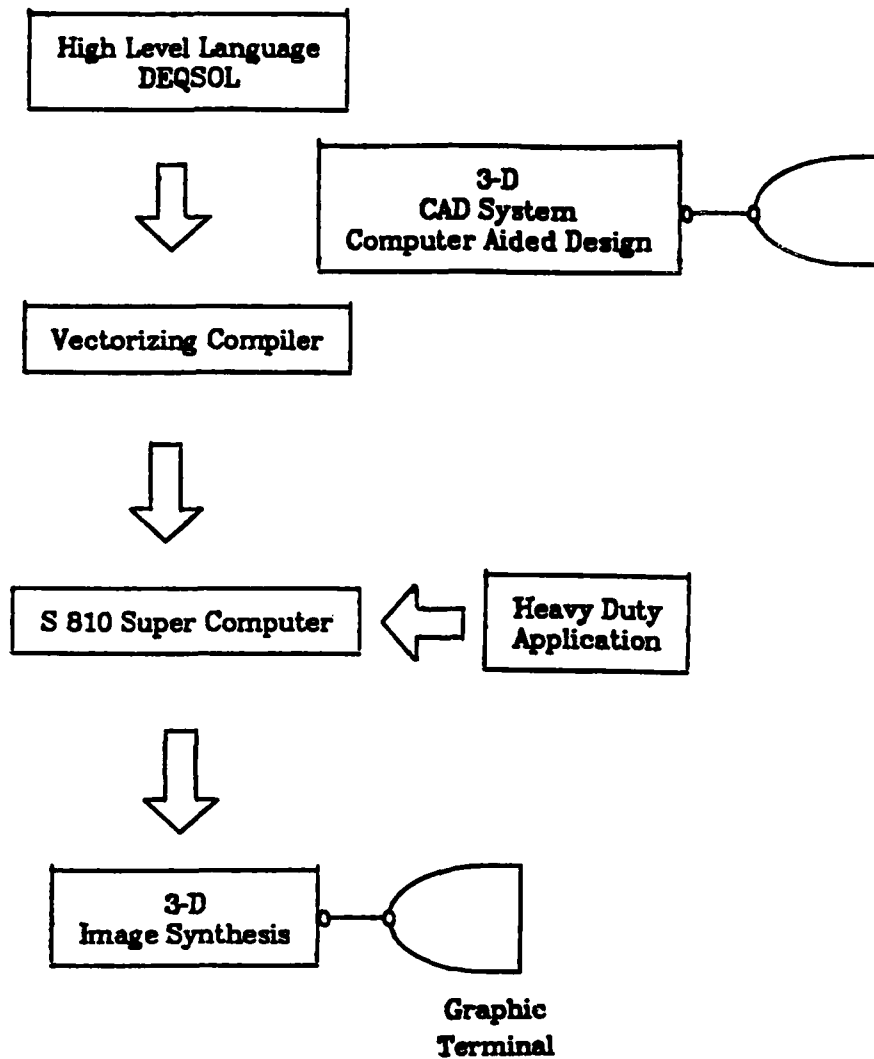 High Level Language
DEQSOL
3-D
CAD System
Computer Aided Design
Vectorizing Compiler
S 810 Super Computer
Heavy Duty
Application
3-D
Image Synthesis
Graphic
Terminal